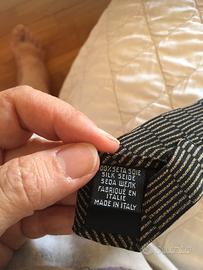 100% SETA SOIE
SILK SEIDE
SEDA ШЕЛК
FABRIQUÉ EN
ITALIE
MADE IN ITALY